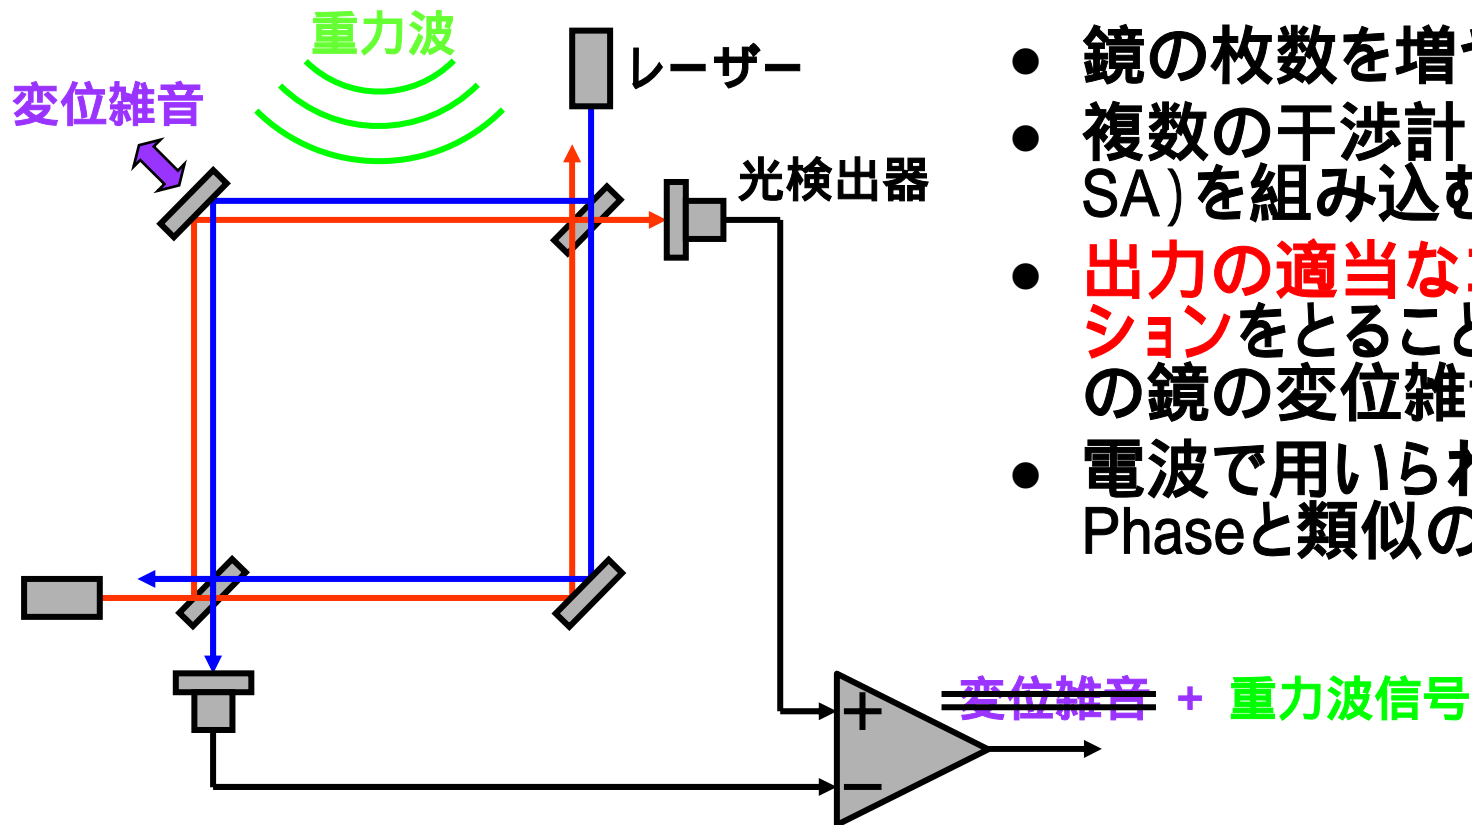 重力波
変位雑音
レーザー
光検出器
● 鏡の枚数を増
● 複数の干渉計
SA)を組み込む
● 出力の適当な
ションをとること
の鏡の変位雑
● 電波で用いられ
Phaseと類似の
変位雑音 + 重力波信号
+
−